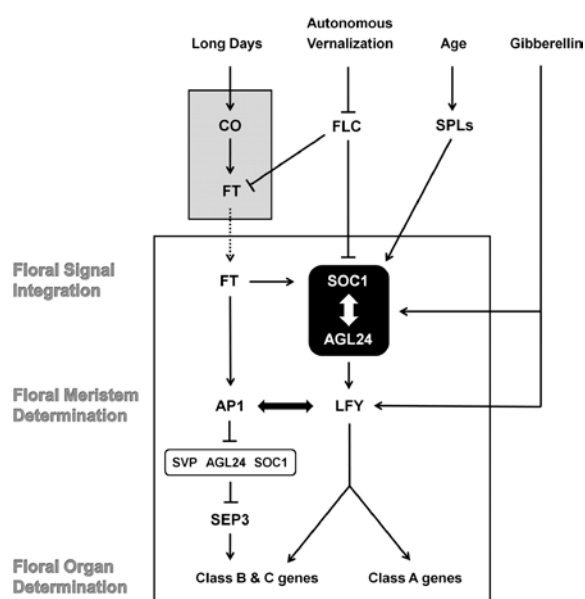 Autonomous
Long Days Vernalization Age Gibberellin
CO FLC SPLs
FT
Floral Signal
Integration
FT SOC1
AGL24
Floral Meristem
Determination
AP1 LFY
SVP AGL24 SOC1
SEP3
Floral Organ
Determination
Class B & C genes Class A genes